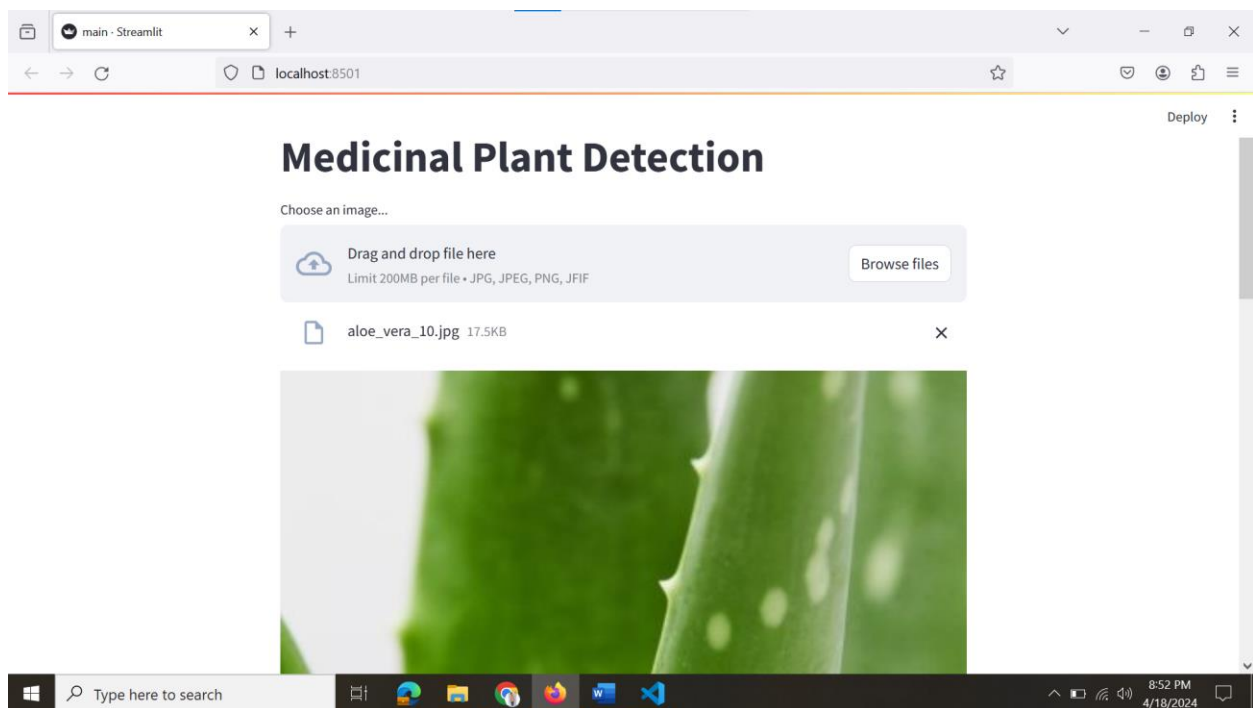 main - Streamlit
localhost:8501
Deploy
Medicinal Plant Detection
Choose an image...
Drag and drop file here
Browse files
Limit 200MB per file • JPG, JPEG, PNG, JFIF
aloe_vera_10.jpg 17.5KB
Type here to search
8:52 PM
4/18/2024